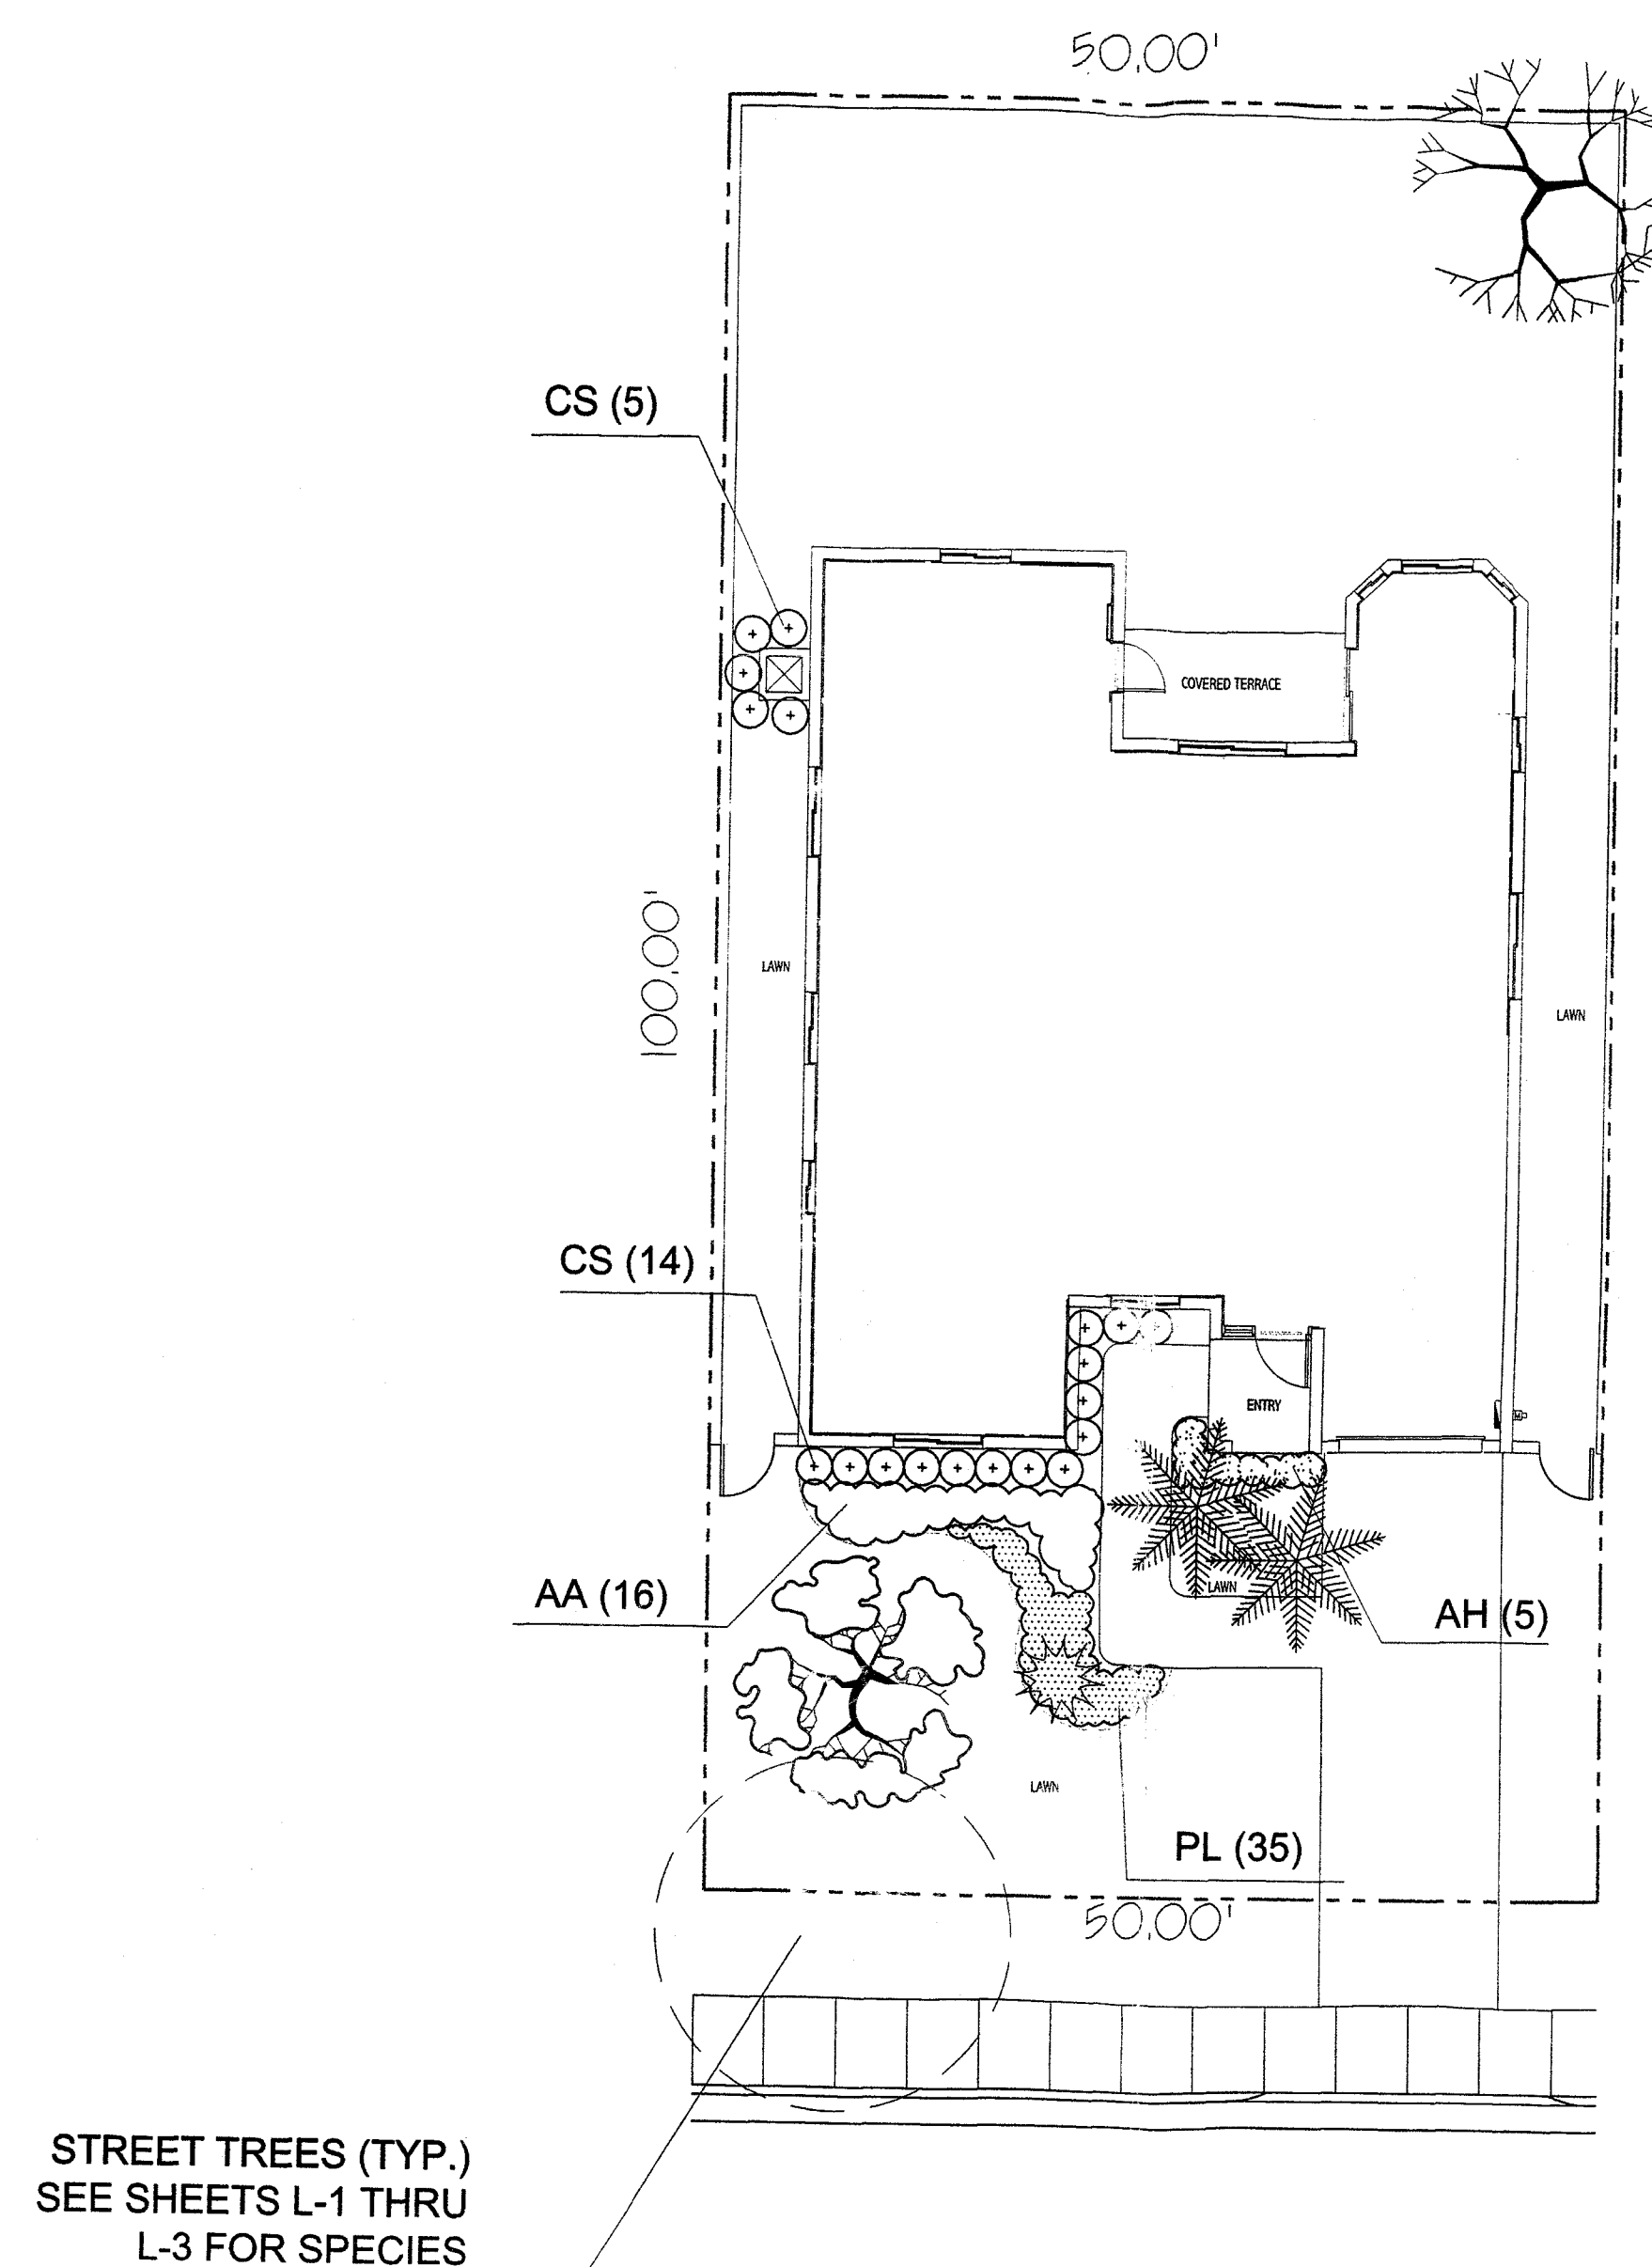 50.00'
CS (5)
COVERED TERRACE
100.00'
LAWN
LAWN
CS (14)
ENTRY
AA (16)
LAWN
AH (5)
LAWN
PL (35)
50.00'
STREET TREES (TYP.)
SEE SHEETS L-1 THRU
L-3 FOR SPECIES